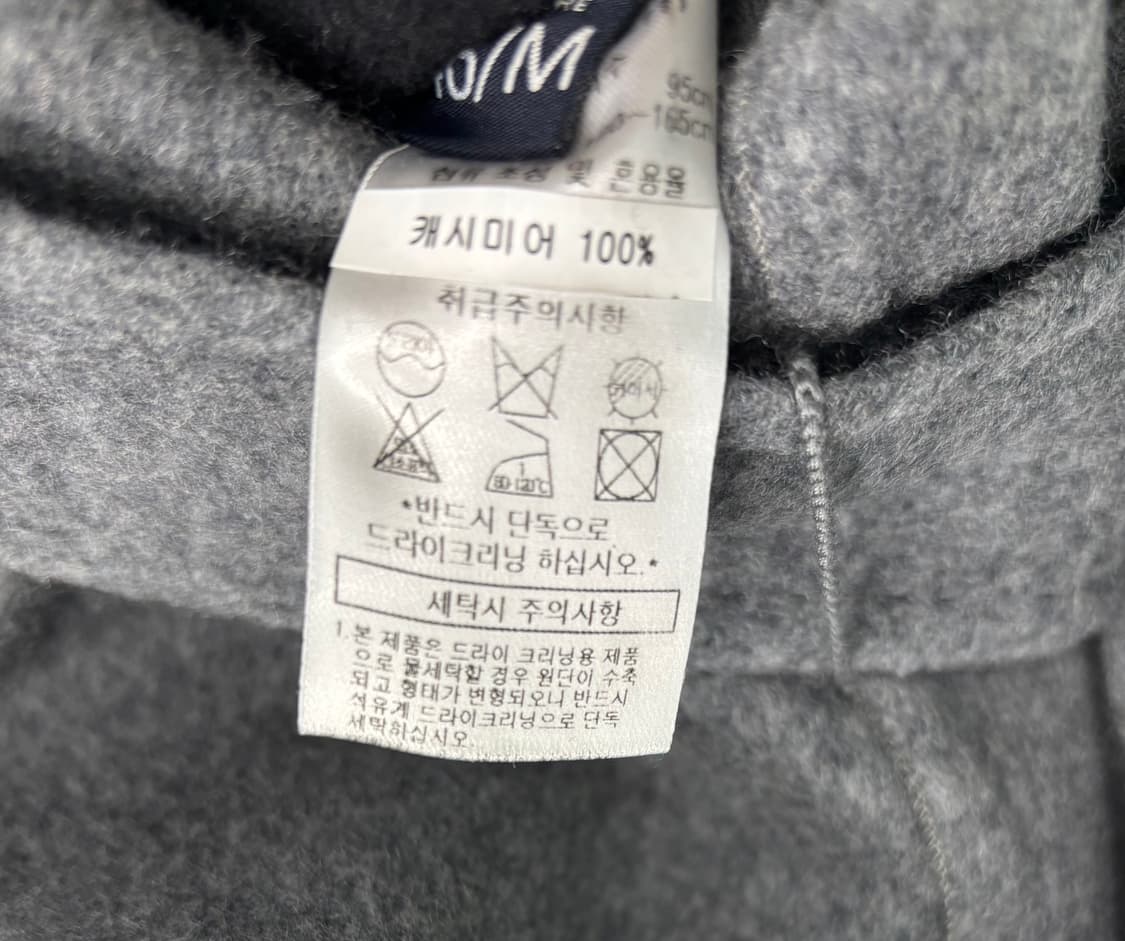 /M
95cm
165cm
및 혼용율
캐시미어 100%
취급주의사항
80-120℃
*반드시 단독으로
드라이크리닝 하십시오.*
세탁시 주의사항
1.본 제품은 드라이 크리닝용 제품
으로 물세탁할 경우 원단이 수축
되고 형태가 변형되오니 반드시
석유계 드라이크리닝으로 단독
세탁하십시오.